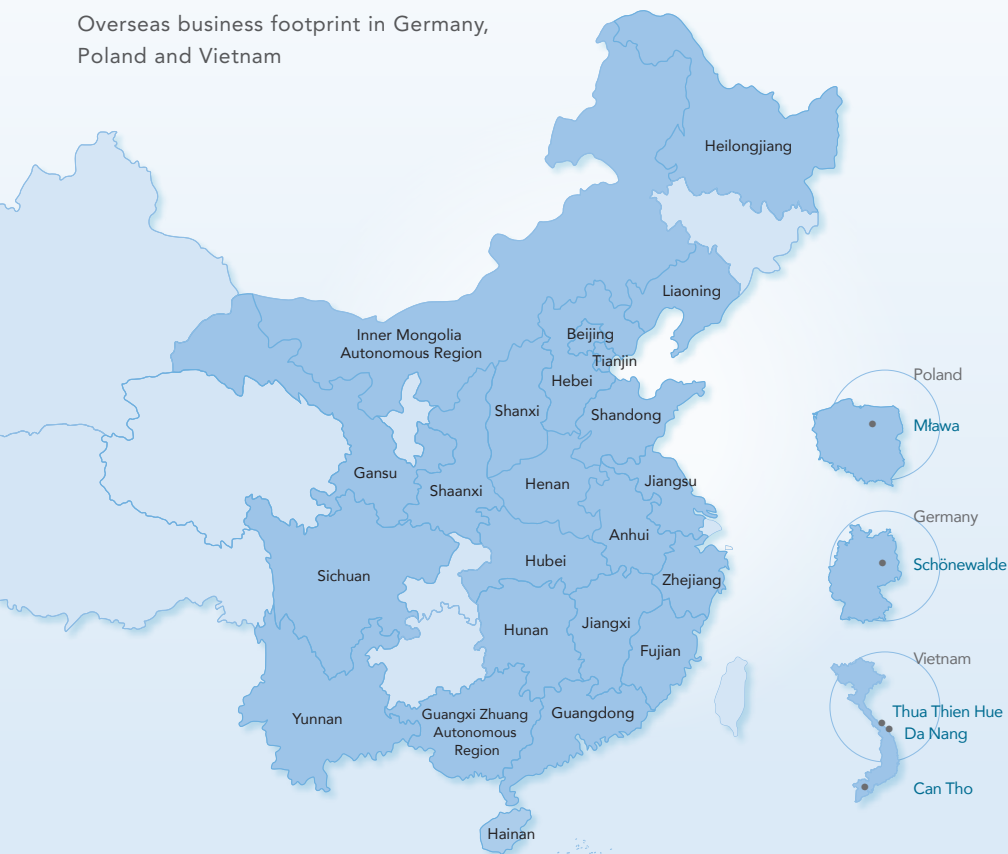 Overseas business footprint in Germany,
Poland and Vietnam
Heilongjiang
Liaoning
Inner Mongolia
Autonomous Region
Beijing
Tianjin
Hebei
Shanxi
Shandong
Gansu
Shaanxi
Henan
Jiangsu
Anhui
Hubei
Sichuan
Zhejiang
Hunan
Jiangxi
Fujian
Yunnan
Guangxi Zhuang
Autonomous
Region
Guangdong
Hainan
Poland
Mława
Germany
Schönewalde
Vietnam
Thua Thien Hue
Da Nang
Can Tho